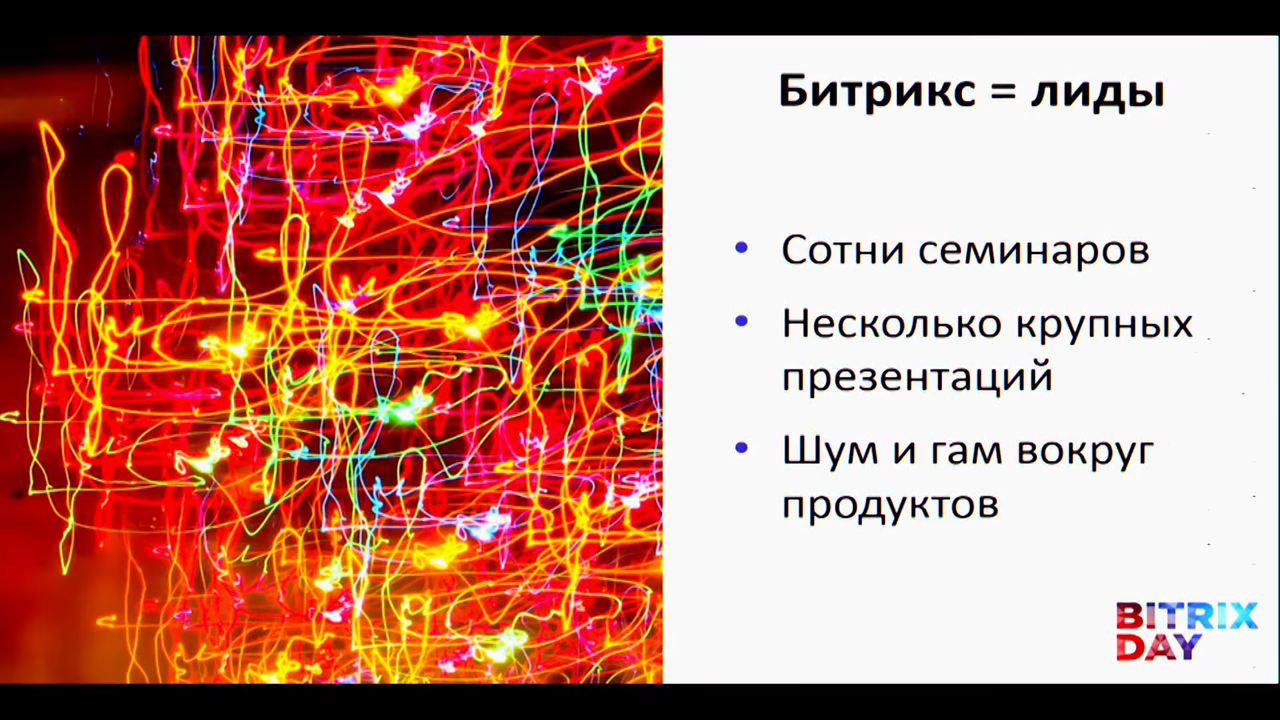 Битрикс = лиды
• Сотни семинаров
• Несколько крупных
презентаций
• Шум и гам вокруг
продуктов
BITRIX
DAY